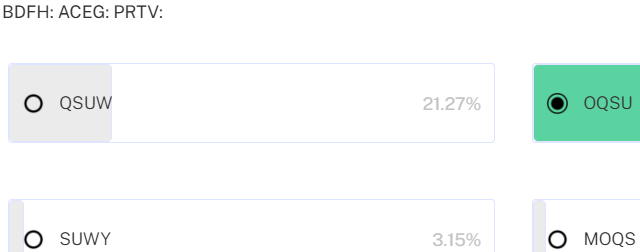 BDFH: ACEG: PRTV:
QSUW 21.27% OQSU
SUWY 3.15% MOQS